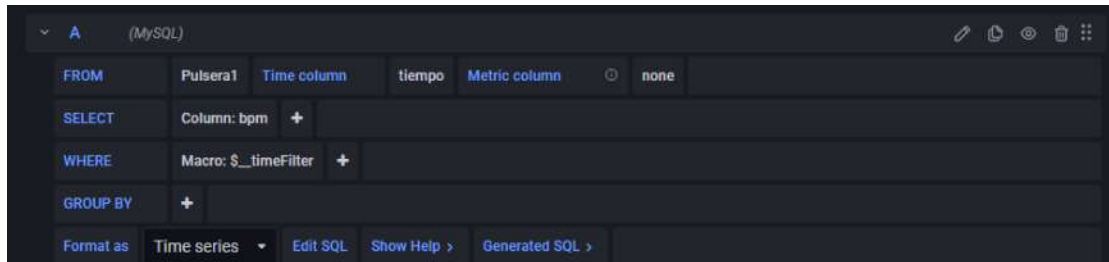 A (MySQL)
FROM Pulsera1 Time column tiempo Metric column none
SELECT Column: bpm +
WHERE Macro: $__timeFilter +
GROUP BY +
Format as Time series Edit SQL Show Help > Generated SQL >